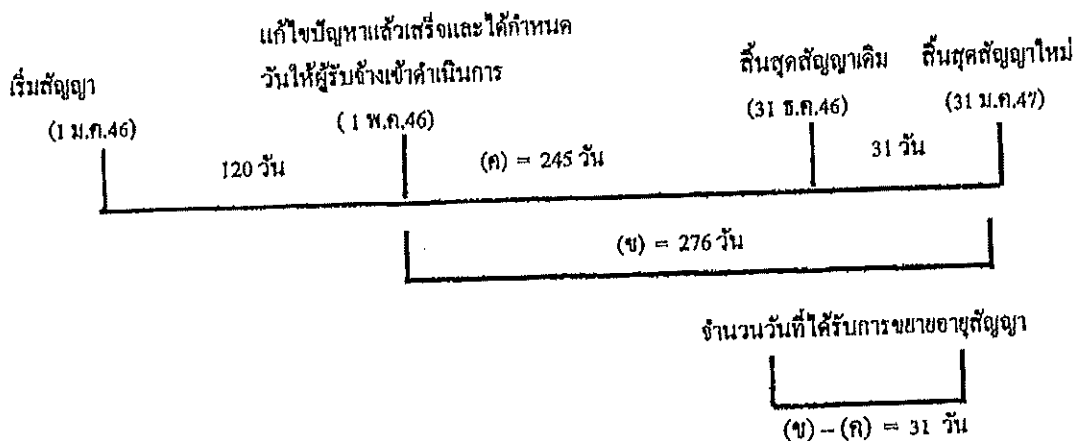 แก้ไขปัญหาแล้วเสร็จและได้กำหนด
วันให้ผู้รับจ้างเข้าดำเนินการ
เริ่มสัญญา
สิ้นสุดสัญญาเดิม
สิ้นสุดสัญญาใหม่
(1 ม.ค.46)
(1 พ.ค.46)
(31 ธ.ค.46)
(31 ม.ค.47)
120 วัน
(ค) = 245 วัน
31 วัน
(ข) = 276 วัน
จำนวนวันที่ได้รับการขยายอายุสัญญา
(ข) – (ค) = 31 วัน